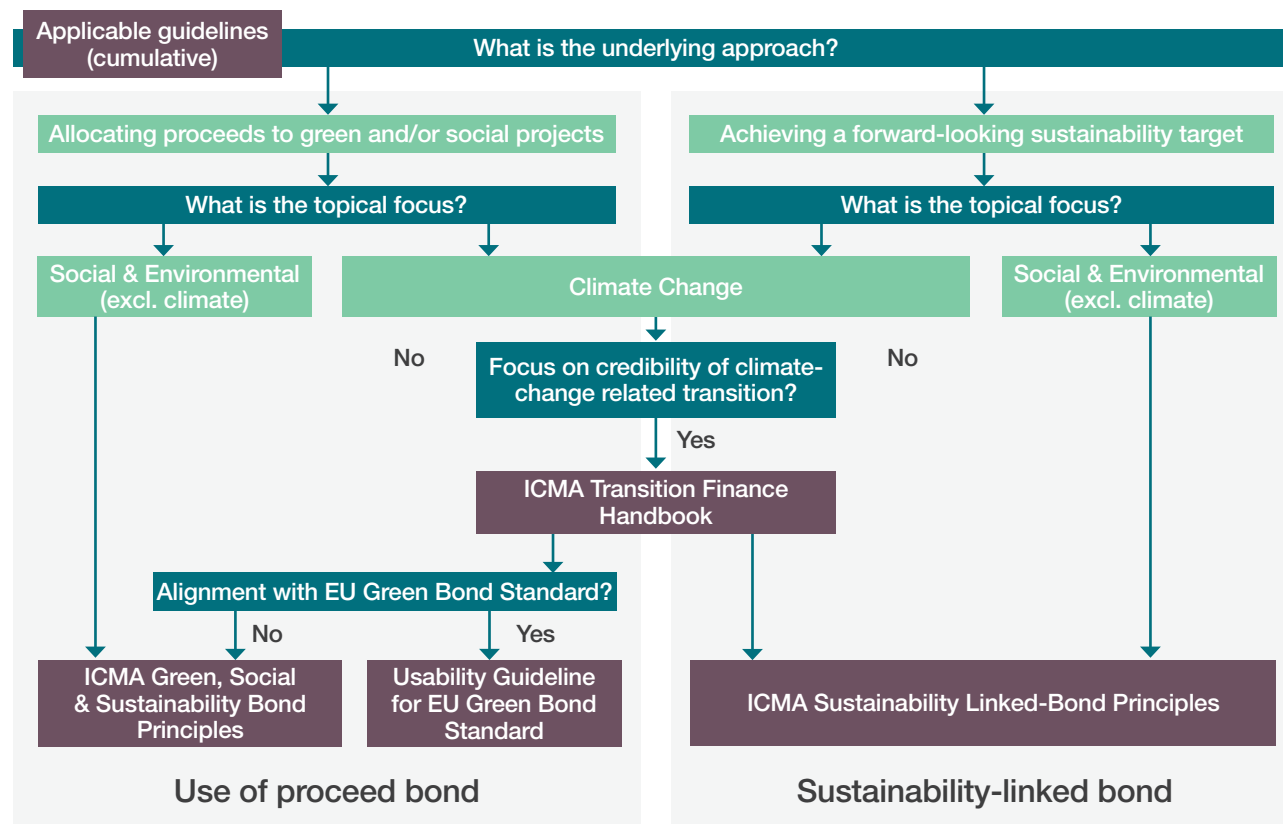 Applicable guidelines
(cumulative)
What is the underlying approach?
Allocating proceeds to green and/or social projects
Achieving a forward-looking sustainability target
What is the topical focus?
What is the topical focus?
Social & Environmental
(excl. climate)
Climate Change
Social & Environmental
(excl. climate)
No
Focus on credibility of climate-
change related transition?
No
Yes
ICMA Transition Finance
Handbook
Alignment with EU Green Bond Standard?
No
Yes
ICMA Green, Social
& Sustainability Bond
Principles
Usability Guideline
for EU Green Bond
Standard
ICMA Sustainability Linked-Bond Principles
Use of proceed bond
Sustainability-linked bond